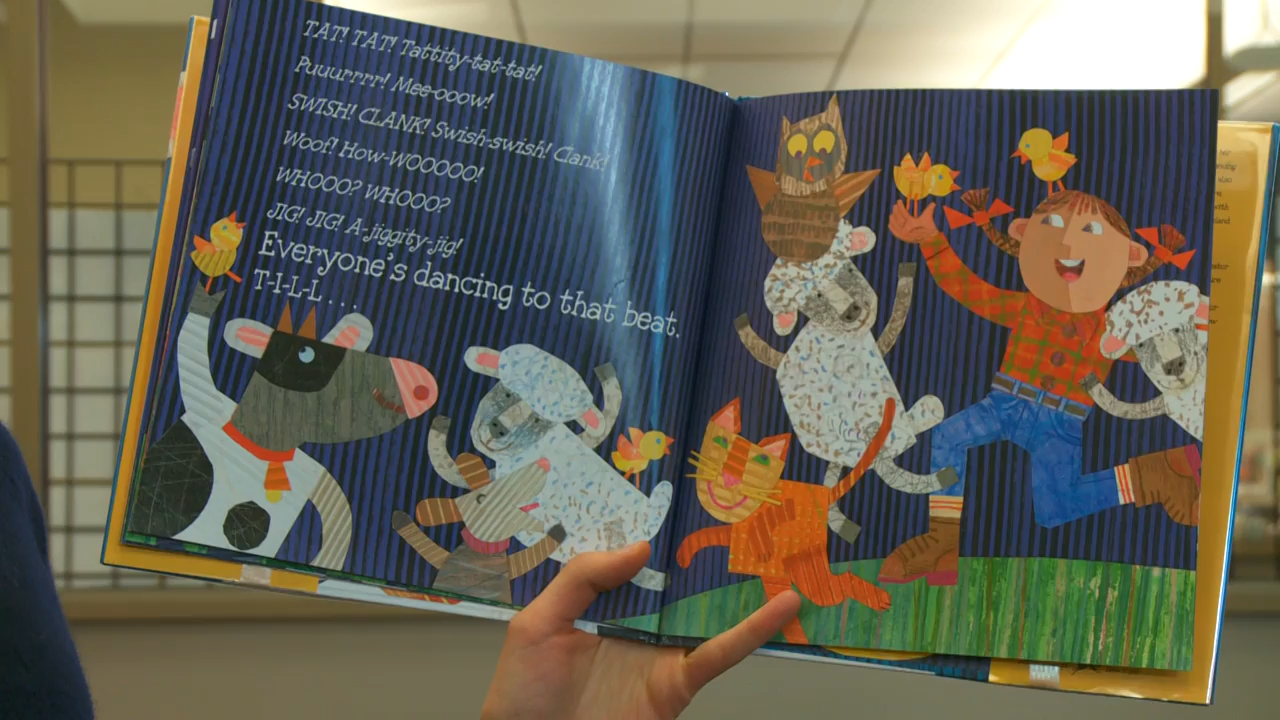 TAT! TAT! Tattity-tat-tat!
Puuurrrr! Mee-ooow!
SWISH! CLANK! Swish-swish! Clank!
Woof! How-WOOOOO!
WHOOO? WHOOO?
JIG! JIG! A-jiggity-jig!
Everyone's dancing to that beat.
T-I-L-L...